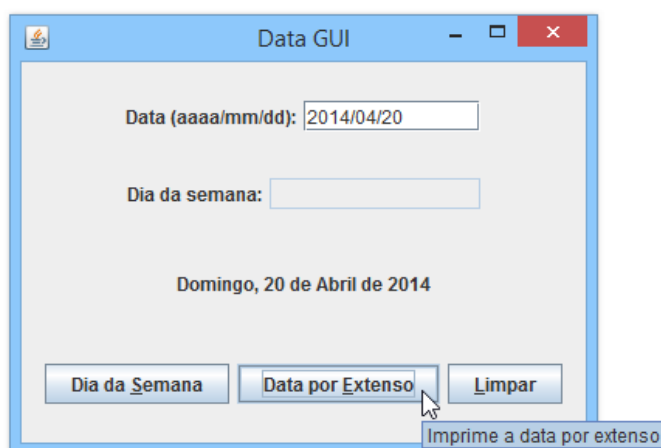 Data GUI
Data (aaaa/mm/dd): 2014/04/20
Dia da semana:
Domingo, 20 de Abril de 2014
Dia da Semana Data por Extenso Limpar
Imprime a data por extenso